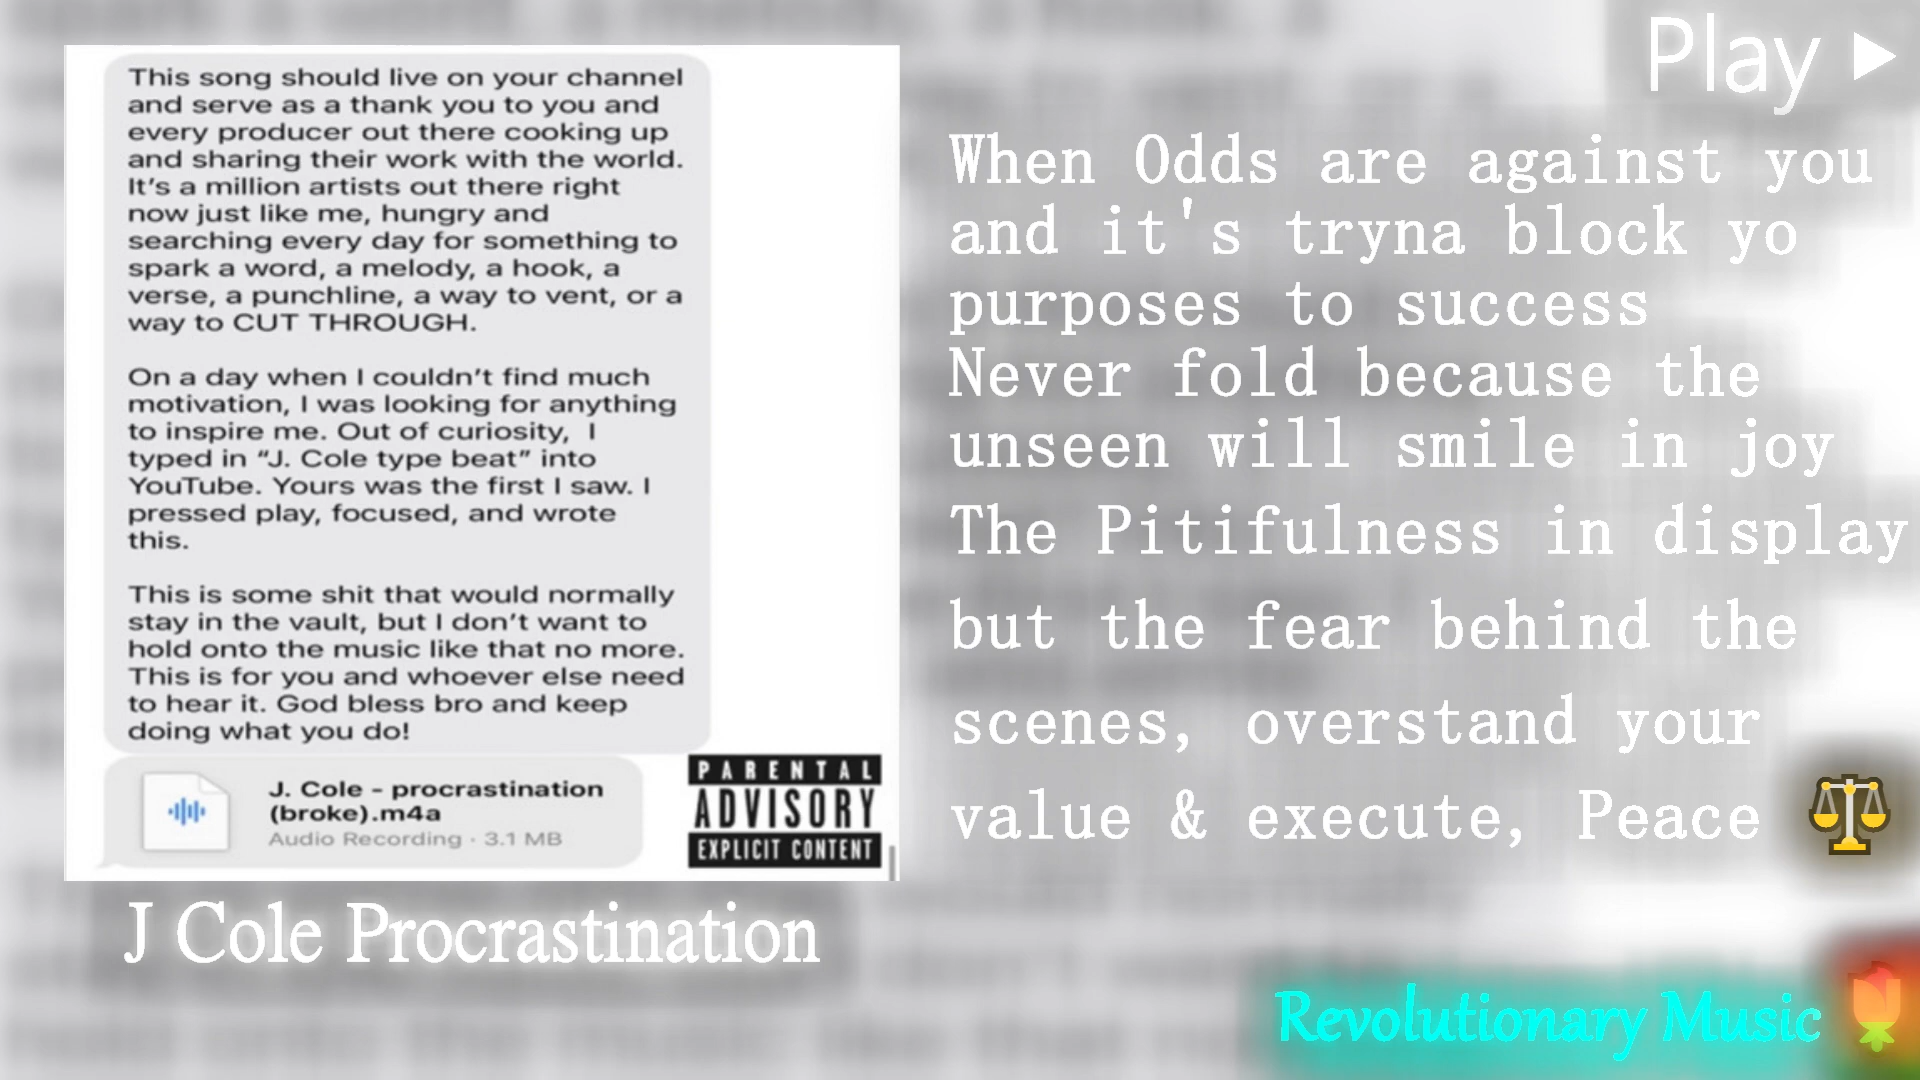 This song should live on your channel
and serve as a thank you to you and
every producer out there cooking up
and sharing their work with the world.
It's a million artists out there right
now just like me, hungry and
searching every day for something to
spark a word, a melody, a hook, a
verse, a punchline, a way to vent, or a
way to CUT THROUGH.
On a day when I couldn't find much
motivation, I was looking for anything
to inspire me. Out of curiosity,  I
typed in “J. Cole type beat” into
YouTube. Yours was the first I saw. I
pressed play, focused, and wrote
this.
This is some shit that would normally
stay in the vault, but I don't want to
hold onto the music like that no more.
This is for you and whoever else need
to hear it. God bless bro and keep
doing what you do!
J. Cole - procrastination
(broke).m4a
Audio Recording · 3.1 MB
PARENTAL
ADVISORY
EXPLICIT CONTENT
J Cole Procrastination
Play
When Odds are against you
and it's tryna block yo
purposes to success
Never fold because the
unseen will smile in joy
The Pitifulness in display
but the fear behind the
scenes, overstand your
value & execute, Peace
Revolutionary Music